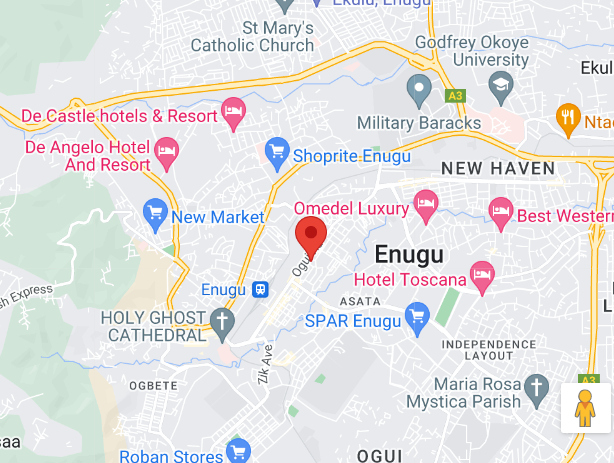 Ekulu, Enugu
St Mary's
Catholic Church
Godfrey Okoye
University
Ekul
A3
De Castle hotels & Resort
Military Baracks
Nta
De Angelo Hotel
And Resort
Shoprite Enugu
NEW HAVEN
New Market
Omedel Luxury
Best Western
Enugu
Ogui
Hotel Toscana
sh Express
Enugu
ASATA
HOLY GHOST
CATHEDRAL
SPAR Enugu
INDEPENDENCE
LAYOUT
L
Zik Ave
A3
OGBETE
Maria Rosa
Mystica Parish
saa
Roban Stores
OGUI